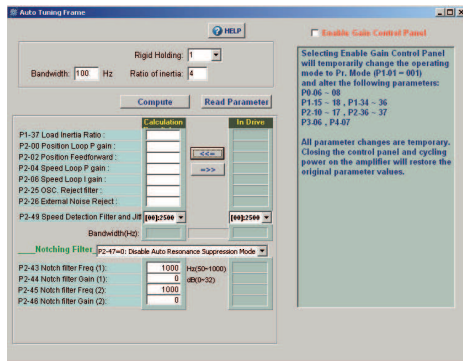 Auto Tuning Frame
HELP
Enable Gain Control Panel
Rigid Holding: 1
Bandwidth: 100 Hz Ratio of inertia: 4
Compute Read Parameter
Calculation In Drive
P1-37 Load Inertia Ratio :
P2-00 Position Loop P gain :
P2-02 Position Feedforward :
P2-04 Speed Loop P gain :
P2-06 Speed Loop I gain :
P2-25 OSC. Reject filter :
P2-26 External Noise Reject :
<<=
=>>
P2-49 Speed Detection Filter and Jitt [00]:2500 [00]:2500
Bandwidth(Hz):
Notching Filter P2-47=0: Disable Auto Resonance Suppression Mode
P2-43 Notch filter Freq (1): 1000 Hz(50~1000)
P2-44 Notch filter Gain (1): 0 dB(0~32)
P2-45 Notch filter Freq (2): 1000
P2-46 Notch filter Gain (2): 0
Selecting Enable Gain Control Panel
will temporarily change the operating
mode to Pr. Mode (P1-01 = 001)
and alter the following parameters:
P0-06 ~ 08
P1-15 ~ 18 , P1-34 ~ 36
P2-10 ~ 17 , P2-36 ~ 37
P3-06 , P4-07
All parameter changes are temporary.
Closing the control panel and cycling
power on the amplifier will restore the
original parameter values.